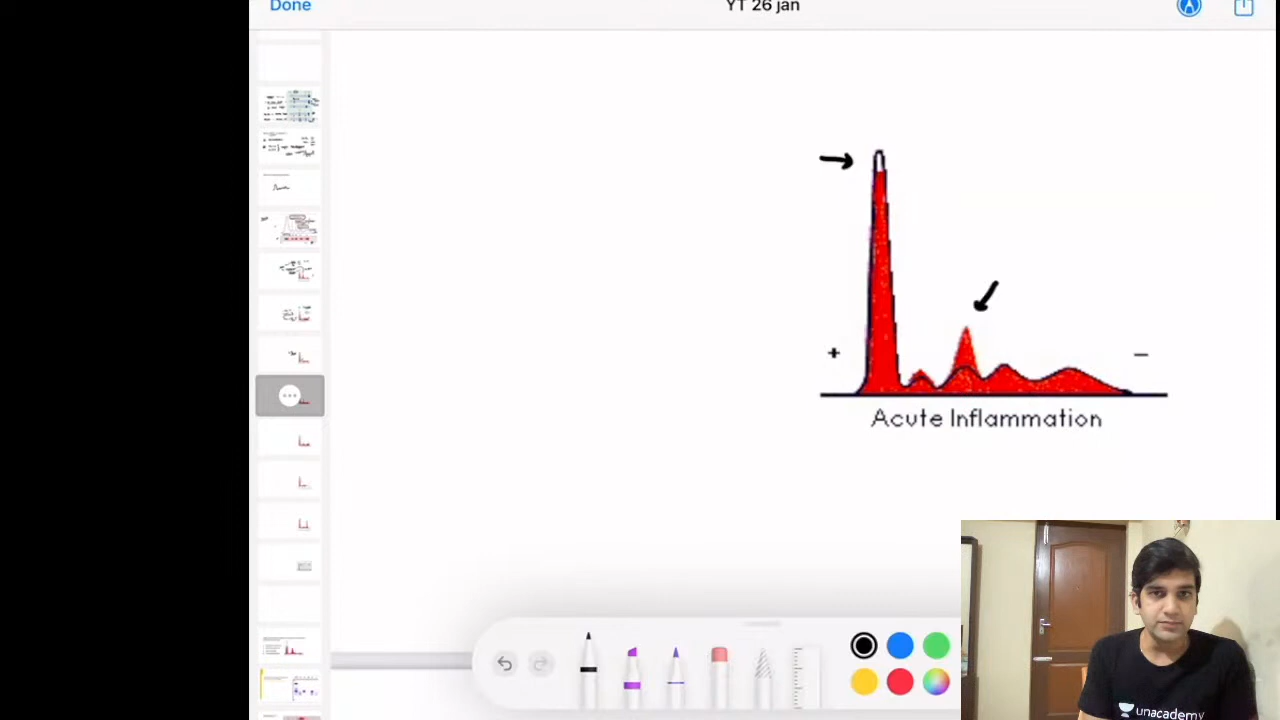 Done
YT 26 jan
+
−
Acute Inflammation
unacademy